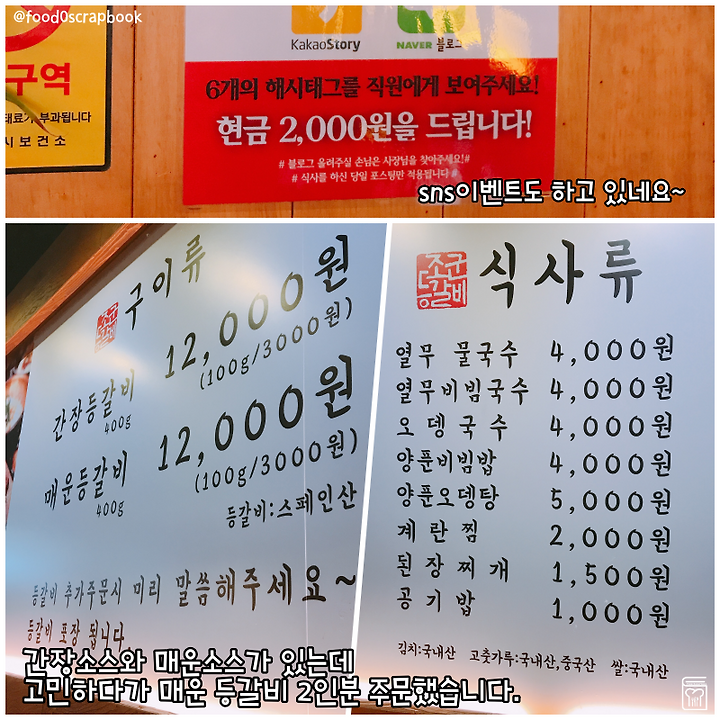 @food0scrapbook
구역
태료가 부과됩니다
시보건소
KakaoStory
NAVER 블로그
6개의 해시태그를 직원에게 보여주세요!
현금 2,000원을 드립니다!
# 블로그 올려주실 손님은 사장님을 찾아주세요!#
# 식사를 하신 당일 포스팅만 적용됩니다 #
sns이벤트도 하고 있네요~
구이류
간장등갈비 12,000원
400g (100g/3000원)
매운등갈비 12,000원
400g (100g/3000원)
등갈비:스페인산
등갈비 추가주문시 미리 말씀해주세요~
등갈비 포장 됩니다
조군
등갈비
식사류
열무 물국수 4,000원
열무비빔국수 4,000원
오뎅국수 4,000원
양푼비빔밥 4,000원
양푼오뎅탕 5,000원
계란찜 2,000원
된장찌개 1,500원
공기밥 1,000원
김치:국내산 고춧가루:국내산,중국산 쌀:국내산
간장소스와 매운소스가 있는데
고민하다가 매운 등갈비 2인분 주문했습니다.